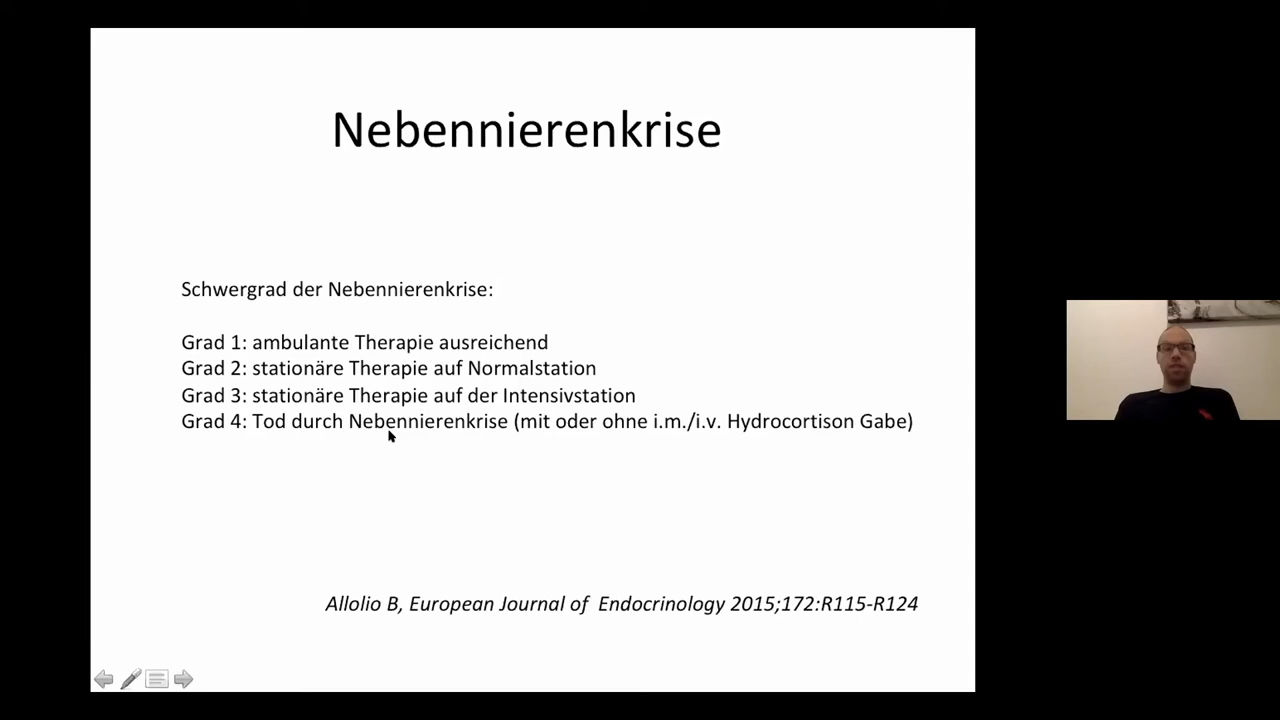 Nebennierenkrise
Schwergrad der Nebennierenkrise:
Grad 1: ambulante Therapie ausreichend
Grad 2: stationäre Therapie auf Normalstation
Grad 3: stationäre Therapie auf der Intensivstation
Grad 4: Tod durch Nebennierenkrise (mit oder ohne i.m./i.v. Hydrocortison Gabe)
Allolio B, European Journal of Endocrinology 2015;172:R115-R124